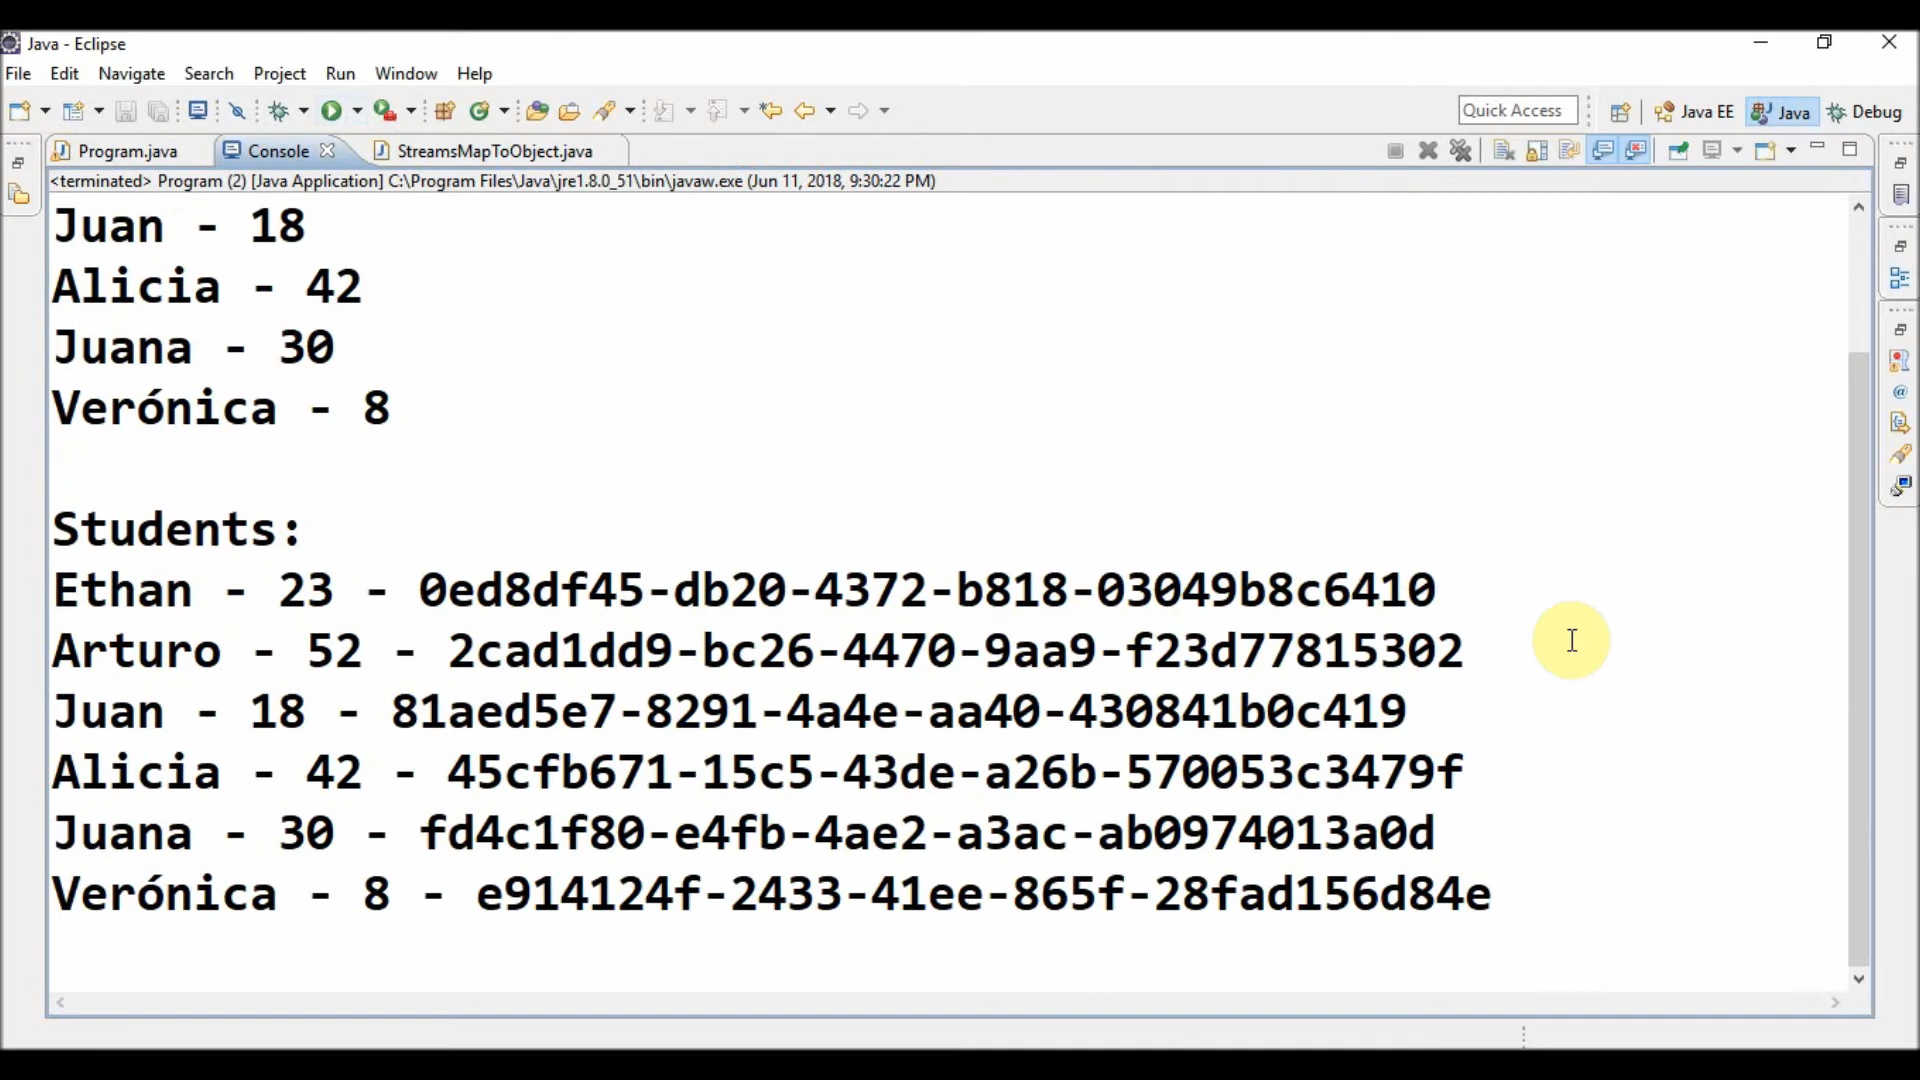 Java - Eclipse
File Edit Navigate Search Project Run Window Help
Quick Access Java EE Java Debug
Program.java Console StreamsMapToObject.java
<terminated> Program (2) [Java Application] C:\Program Files\Java\jre1.8.0_51\bin\javaw.exe (Jun 11, 2018, 9:30:22 PM)
Juan - 18
Alicia - 42
Juana - 30
Verónica - 8
Students:
Ethan - 23 - 0ed8df45-db20-4372-b818-03049b8c6410
Arturo - 52 - 2cad1dd9-bc26-4470-9aa9-f23d77815302
Juan - 18 - 81aed5e7-8291-4a4e-aa40-430841b0c419
Alicia - 42 - 45cfb671-15c5-43de-a26b-570053c3479f
Juana - 30 - fd4c1f80-e4fb-4ae2-a3ac-ab0974013a0d
Verónica - 8 - e914124f-2433-41ee-865f-28fad156d84e